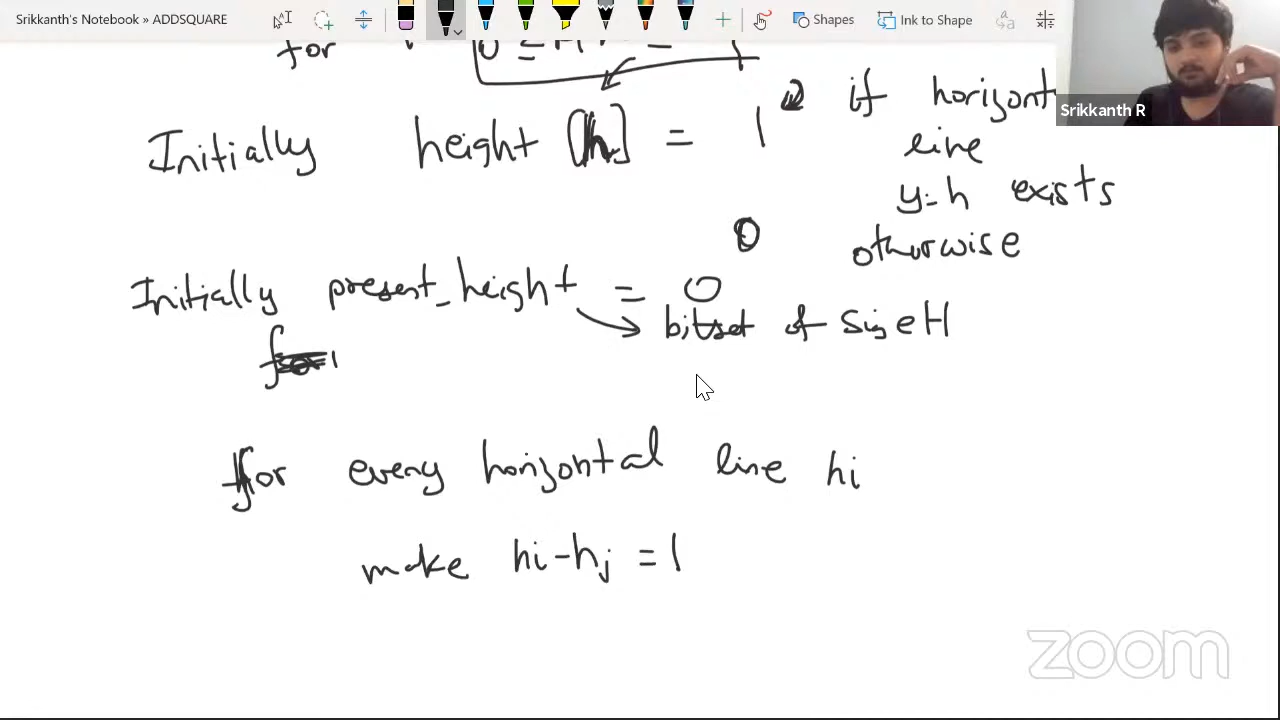 Srikkanth's Notebook » ADDSQUARE
Shapes
Ink to Shape
for
Srikkanth R
Initially height [h] = 1 if horizont
line
y=h exists
0 otherwise
Initially present_height = 0
bitset of size H
for every horizontal line hi
make hi-hj = 1
zoom